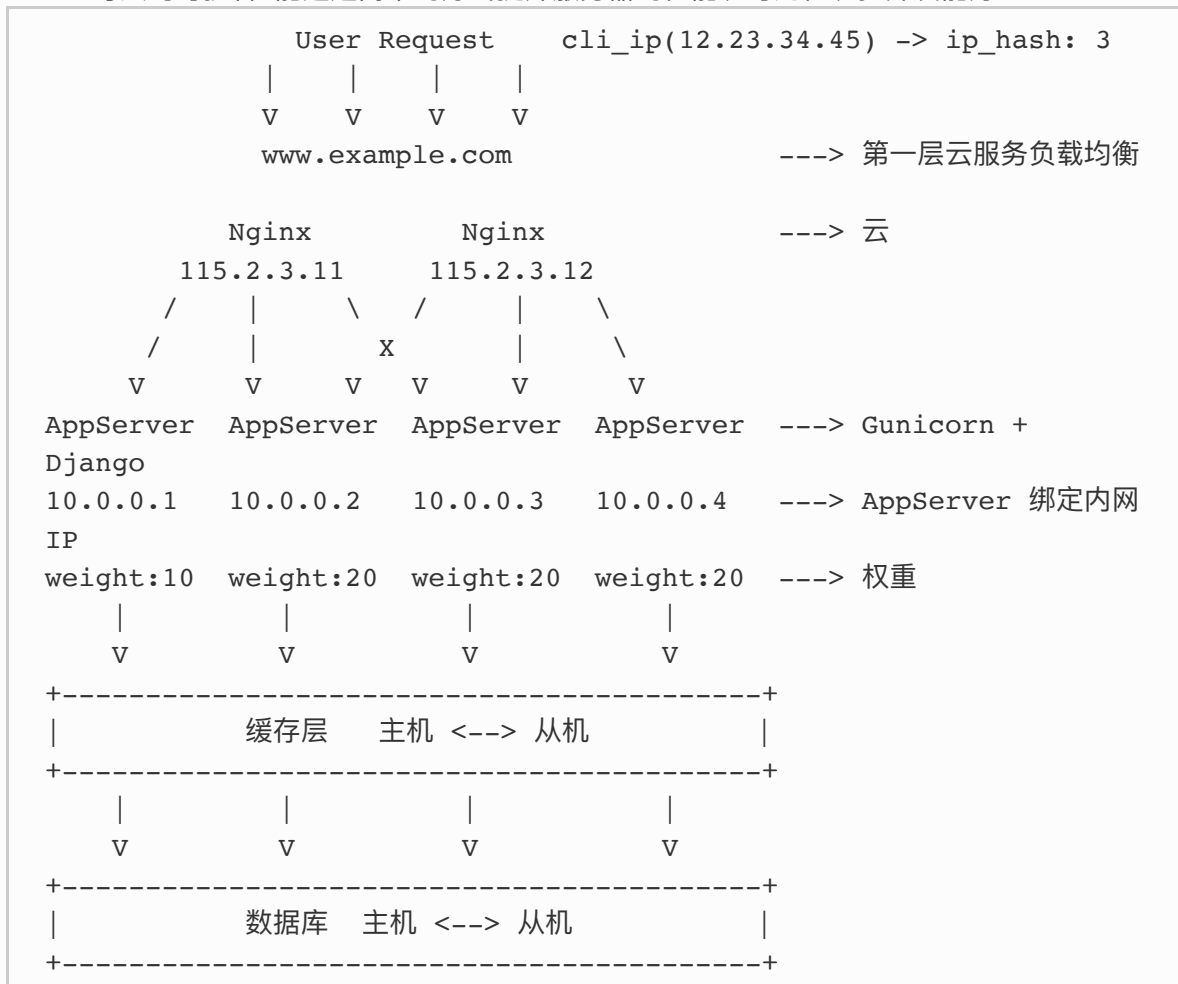 User Request    cli_ip(12.23.34.45) -> ip_hash: 3
|    |    |    |
V    V    V    V
www.example.com                ---> 第一层云服务负载均衡
Nginx         Nginx              ---> 云
115.2.3.11     115.2.3.12
/    |     \   /     |    \
/     |       X       |     \
V      V     V   V     V      V
AppServer  AppServer  AppServer  AppServer  ---> Gunicorn +
Django
10.0.0.1   10.0.0.2   10.0.0.3   10.0.0.4   ---> AppServer 绑定内网
IP
weight:10  weight:20  weight:20  weight:20  ---> 权重
|         |          |           |
V         V          V           V
+------------------------------------------+
|           缓存层   主机 <--> 从机          |
+------------------------------------------+
|         |          |           |
V         V          V           V
+------------------------------------------+
|           数据库  主机 <--> 从机           |
+------------------------------------------+